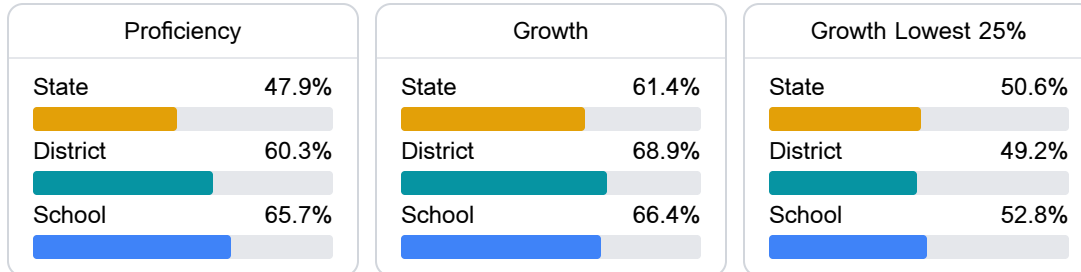 Proficiency
State 47.9%
District 60.3%
School 65.7%
Growth
State 61.4%
District 68.9%
School 66.4%
Growth Lowest 25%
State 50.6%
District 49.2%
School 52.8%